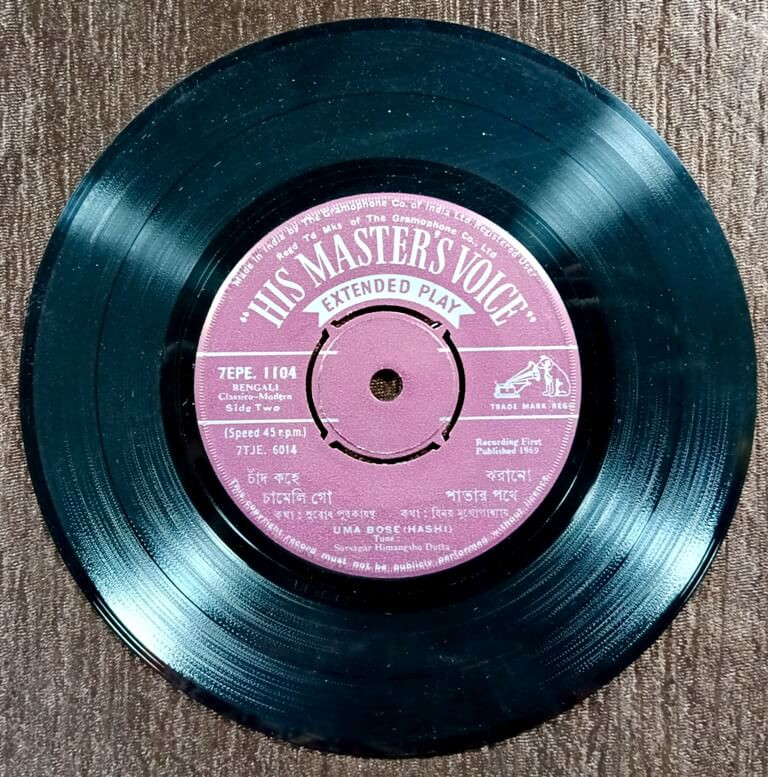 Made in India by The Gramophone Co. of India Ltd. Registered User
Regd Td Mks of The Gramophone Co., Ltd
"HIS MASTER'S VOICE"
EXTENDED PLAY
7EPE. 1104
BENGALI
Classico-Modern
Side Two
TRADE MARK REG
(Speed 45 r.p.m.)
7TJE. 6014
Recording First
Published 1969
চাঁদ কহে
চামেলি গো
ঝরানো
পাতার পথে
কথা : সুবোধ পুরকায়স্থ
কথা : বিনয় মুখোপাধ্যায়
UMA BOSE (HASHI)
Tune :
Sursagar Himangshu Dutta
This copyright record must not be publicly performed without licence